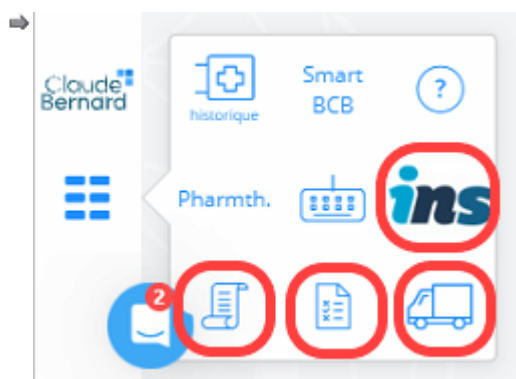 Claude
Bernard
historique
Smart
BCB
?
Pharmth.
ins
2